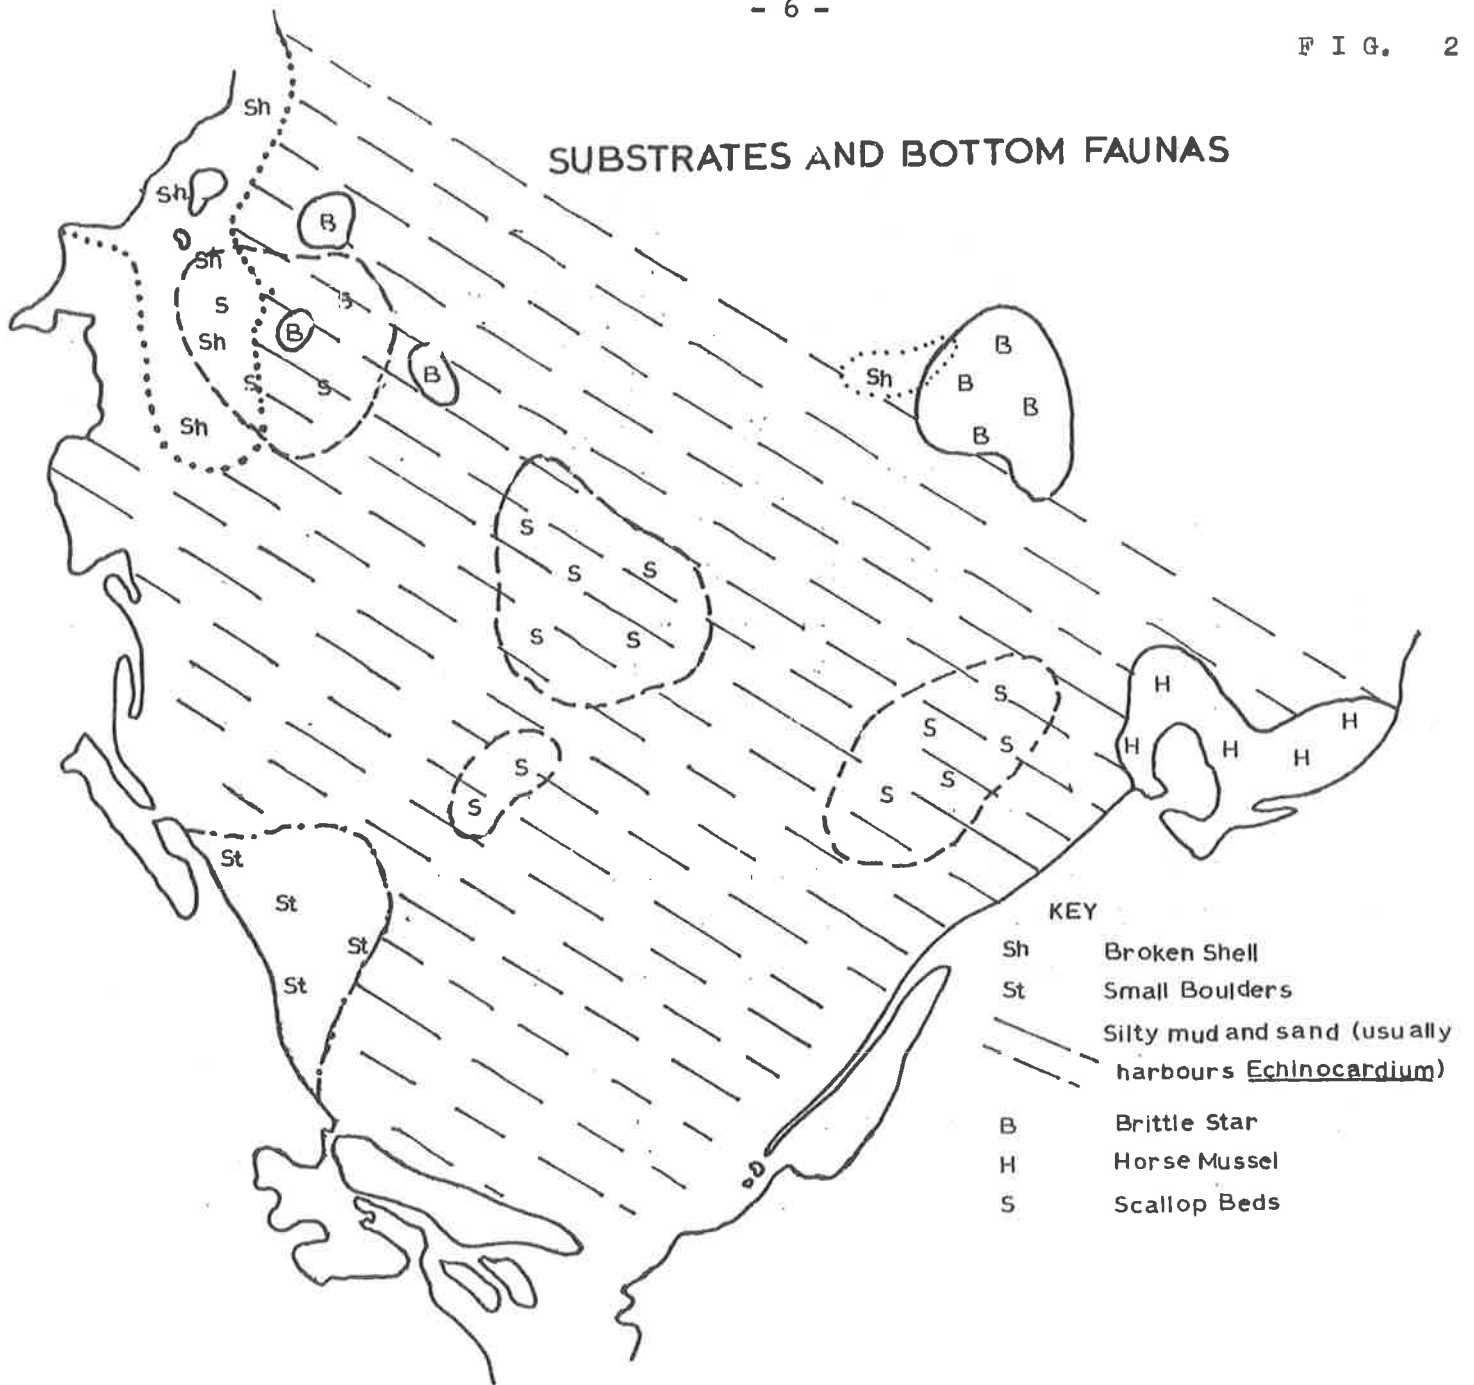 - 6 -
FIG. 2
SUBSTRATES AND BOTTOM FAUNAS
Sh
Sh
B
Sh
S
S
Sh
B
S
S
B
Sh
Sh
B
B
B
B
S
S
S
S
S
S
S
S
S
S
S
S
H
H
H
H
H
St
St
St
St
KEY
Sh Broken Shell
St Small Boulders
Silty mud and sand (usually
harbours Echinocardium)
B Brittle Star
H Horse Mussel
S Scallop Beds